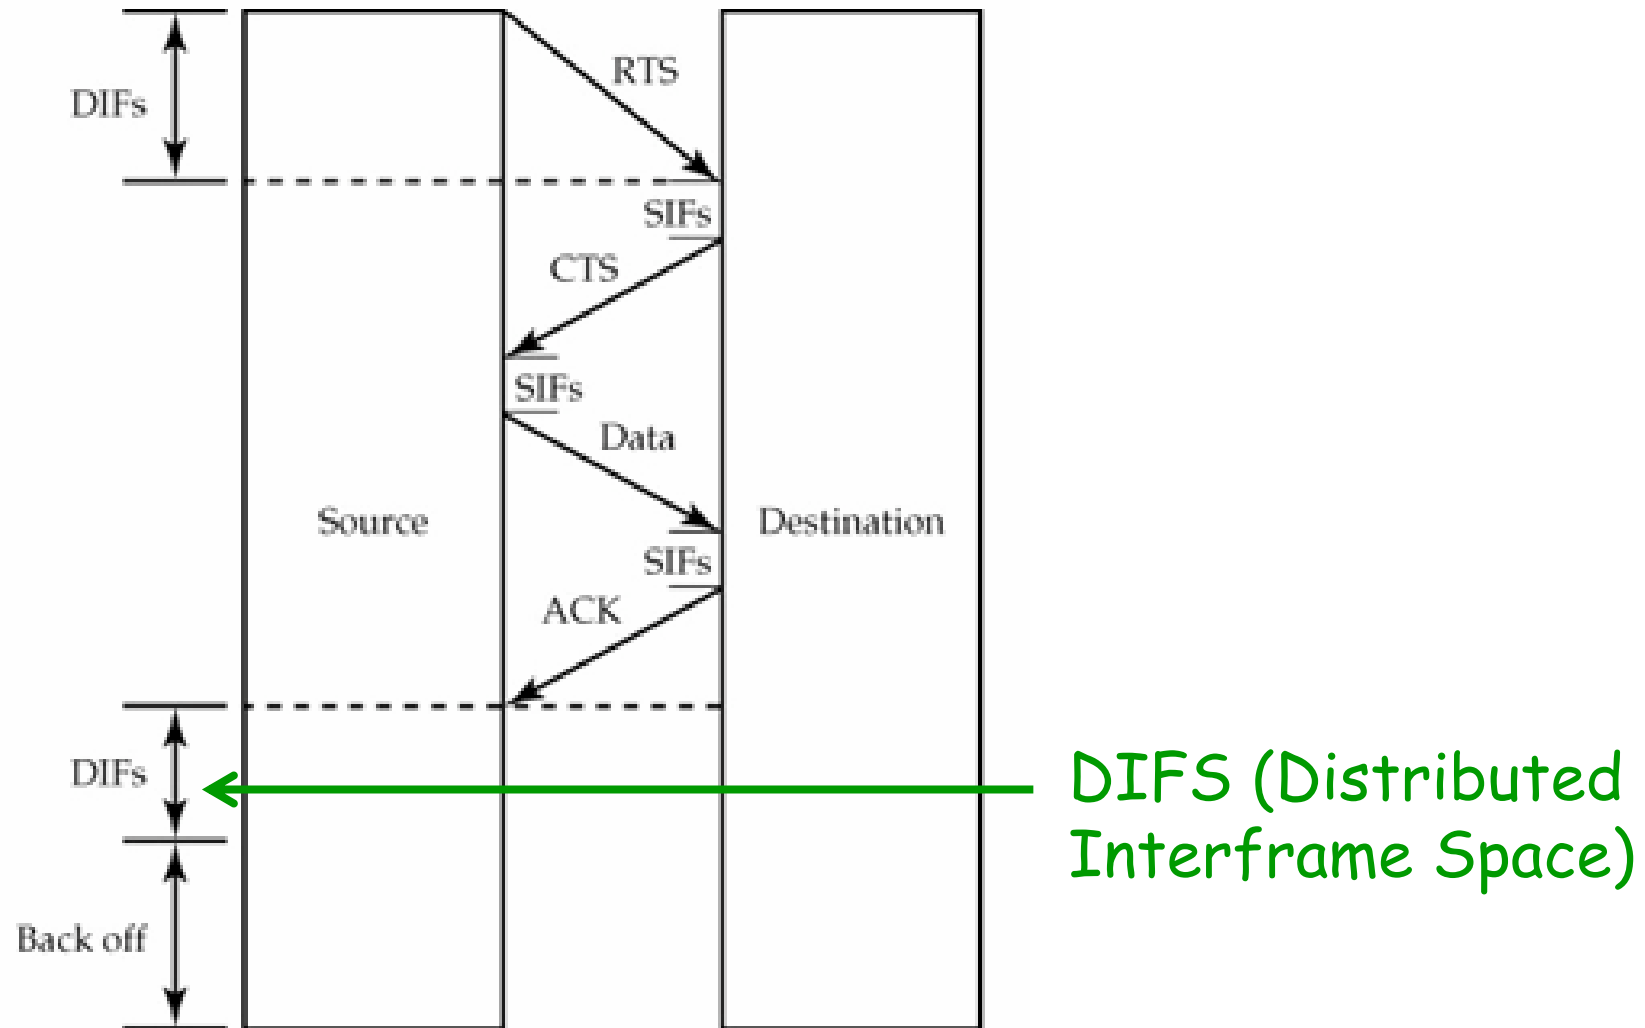 RTS
DIFs
SIFs
CTS
SIFs
Data
Source
Destination
SIFs
ACK
DIFs
DIFS (Distributed
Interframe Space)
Back off